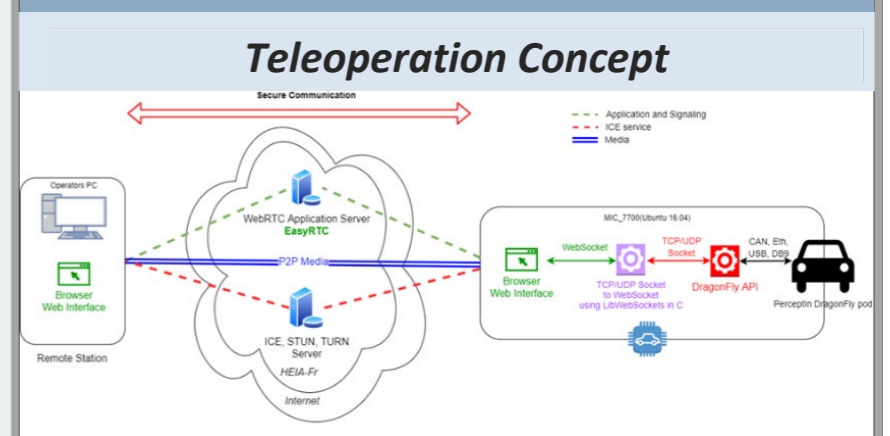 Teleoperation Concept
Secure Communication
Application and Signaling
ICE service
Media
Operators PC
Browser
Web Interface
Remote Station
WebRTC Application Server
EasyRTC
P2P Media
ICE, STUN, TURN
Server
HEIA-Fr
Internet
MIC_7700(Ubuntu 16.04)
Browser
Web Interface
WebSocket
TCP/UDP Socket
to WebSocket
using LibWebSockets in C
TCP/UDP
Socket
DragonFly API
CAN, Eth,
USB, DB9
Perceptin DragonFly pod